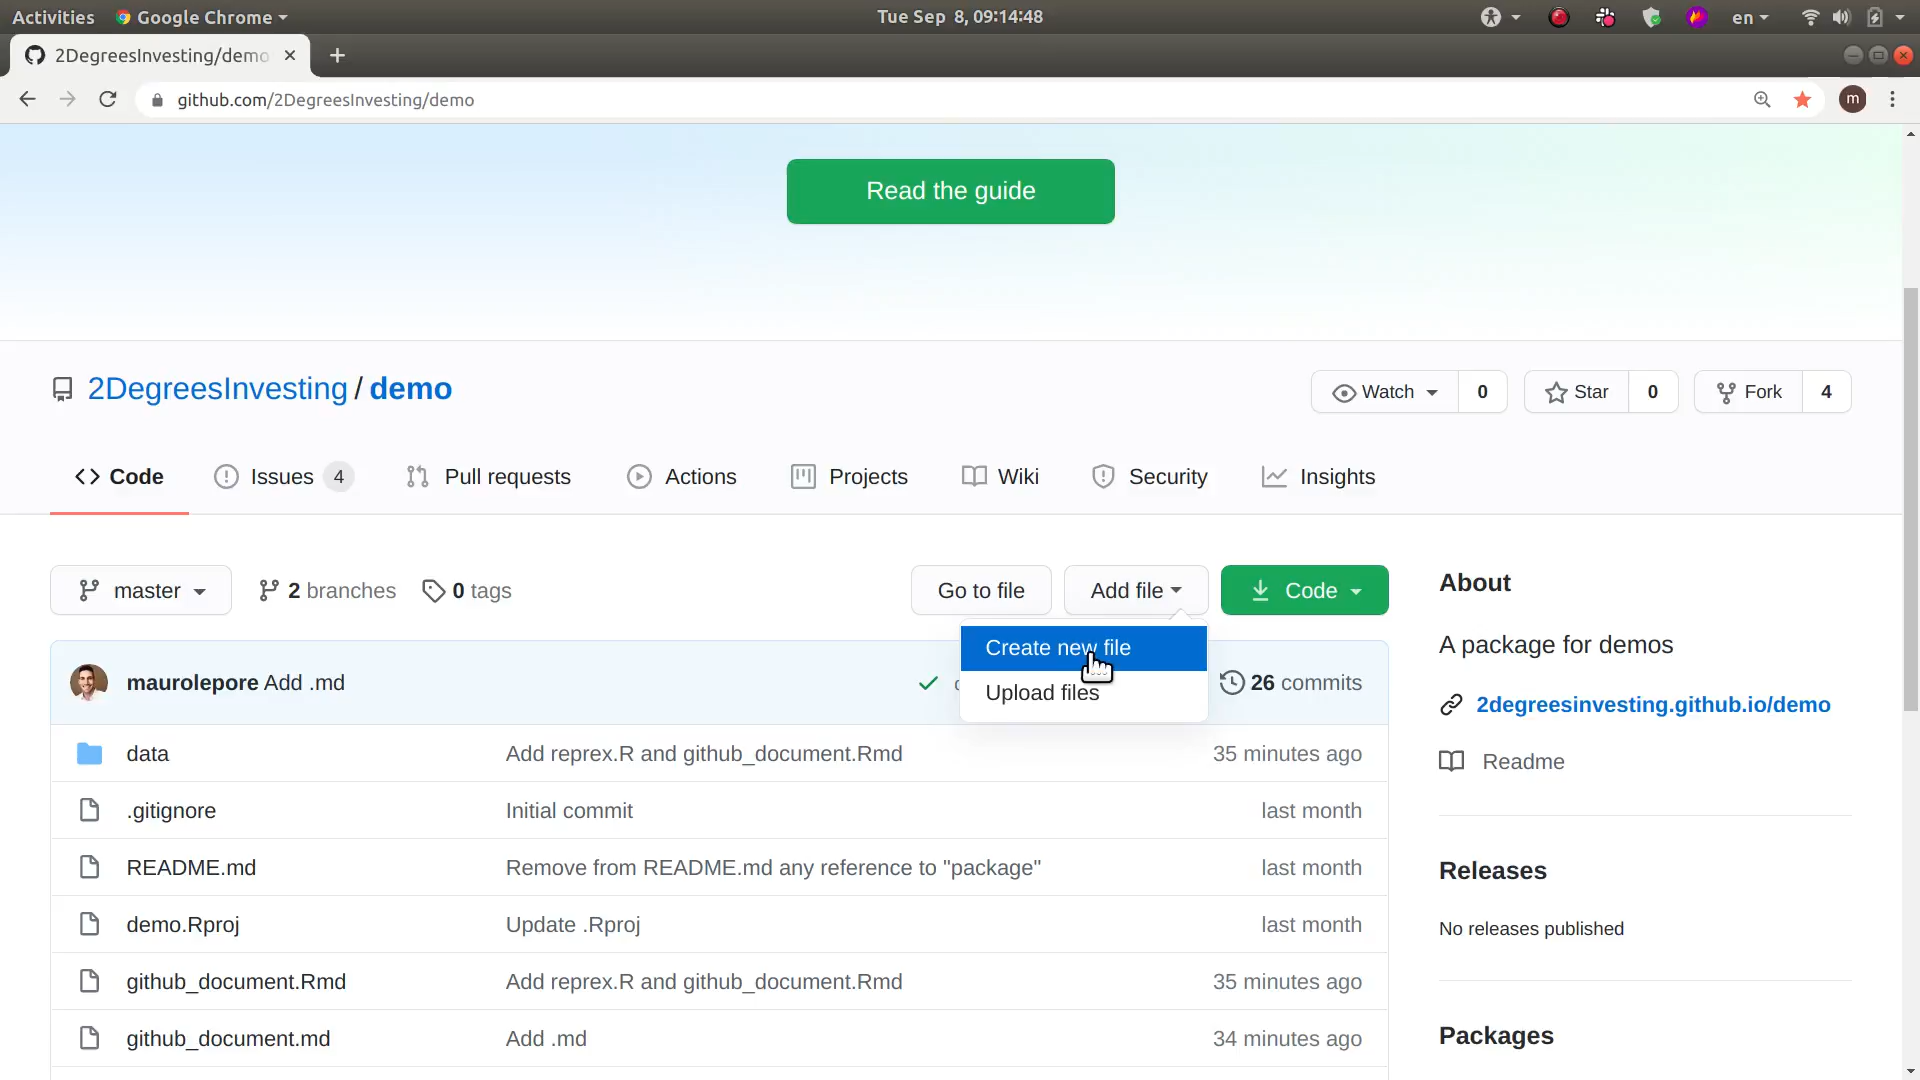 Activities Google Chrome Tue Sep 8, 09:14:48 en
2DegreesInvesting/demo
github.com/2DegreesInvesting/demo m
Read the guide
2DegreesInvesting / demo Watch 0 Star 0 Fork 4
Code Issues 4 Pull requests Actions Projects Wiki Security Insights
master 2 branches 0 tags Go to file Add file Code About
Create new file
A package for demos
maurolepore Add .md 26 commits
Upload files
2degreesinvesting.github.io/demo
data Add reprex.R and github_document.Rmd 35 minutes ago
Readme
.gitignore Initial commit last month
README.md Remove from README.md any reference to "package" last month
Releases
demo.Rproj Update .Rproj last month
No releases published
github_document.Rmd Add reprex.R and github_document.Rmd 35 minutes ago
github_document.md Add .md 34 minutes ago
Packages